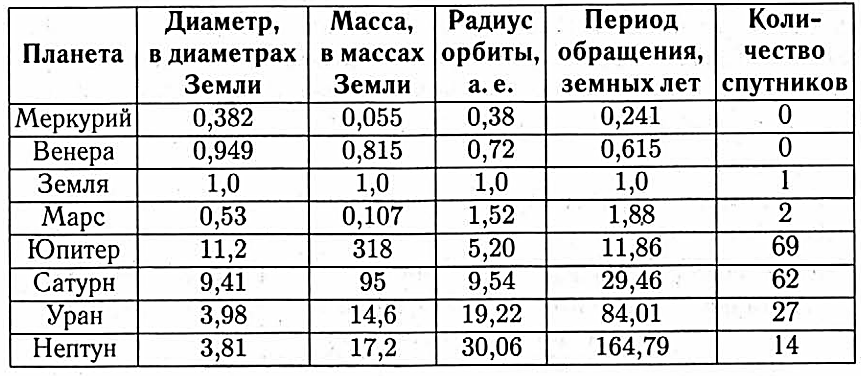 Планета
Диаметр,
в диаметрах
Земли
Масса,
в массах
Земли
Радиус
орбиты,
а. е.
Период
обращения,
земных лет
Коли-
чество
спутников
Меркурий 0,382 0,055 0,38 0,241 0
Венера 0,949 0,815 0,72 0,615 0
Земля 1,0 1,0 1,0 1,0 1
Марс 0,53 0,107 1,52 1,88 2
Юпитер 11,2 318 5,20 11,86 69
Сатурн 9,41 95 9,54 29,46 62
Уран 3,98 14,6 19,22 84,01 27
Нептун 3,81 17,2 30,06 164,79 14